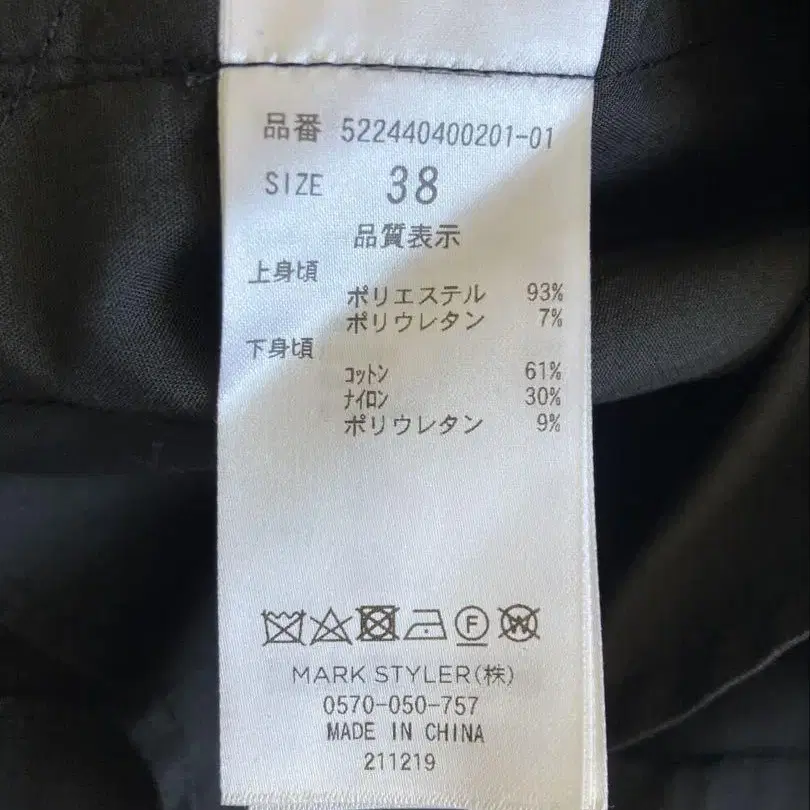 品番 522440400201-01
SIZE 38
品質表示
上身頃
ポリエステル 93%
ポリウレタン 7%
下身頃
コットン 61%
ナイロン 30%
ポリウレタン 9%
F W
MARK STYLER(株)
0570-050-757
MADE IN CHINA
211219